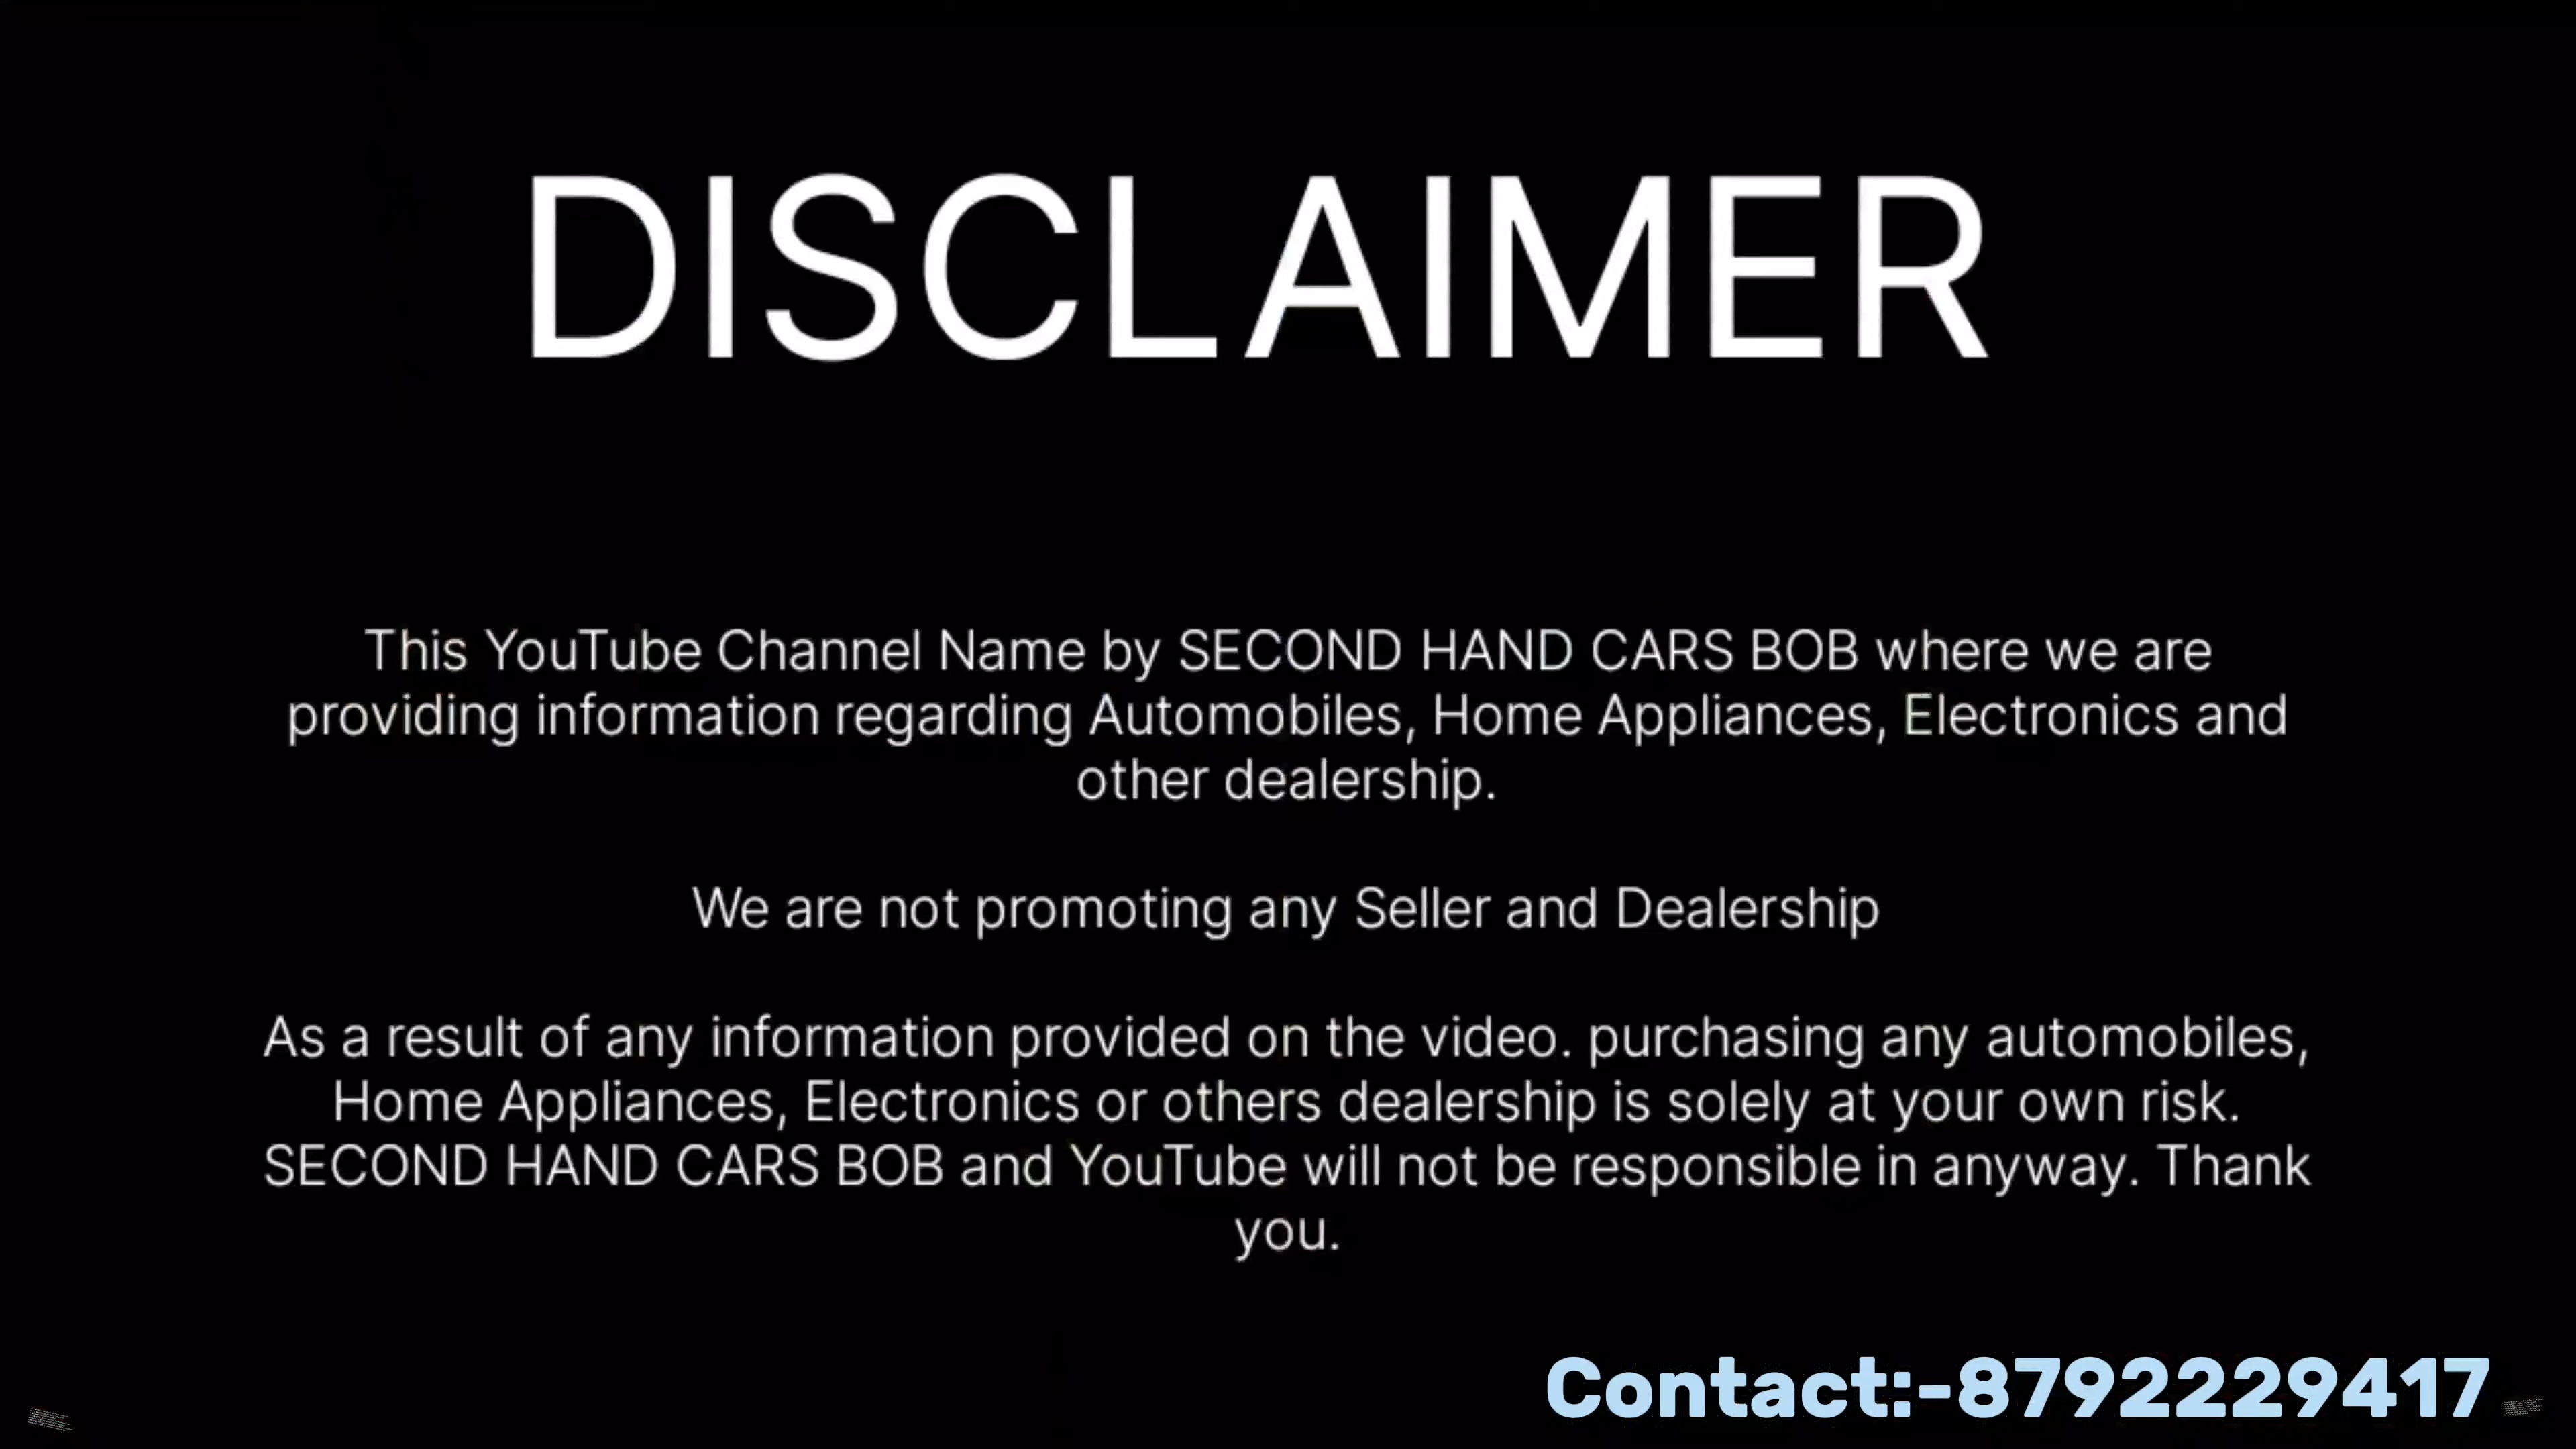 DISCLAIMER
This YouTube Channel Name by SECOND HAND CARS BOB where we are
providing information regarding Automobiles, Home Appliances, Electronics and
other dealership.
We are not promoting any Seller and Dealership
As a result of any information provided on the video. purchasing any automobiles,
Home Appliances, Electronics or others dealership is solely at your own risk.
SECOND HAND CARS BOB and YouTube will not be responsible in anyway. Thank
you.
Contact:-8792229417